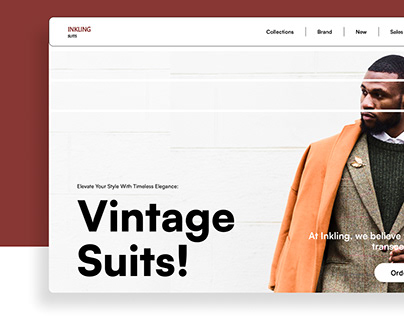 INKLING
SUITS
Collections
Brand
New
Sales
Elevate Your Style With Timeless Elegance:
Vintage
Suits!
At Inkling, we believe
transce
Ord